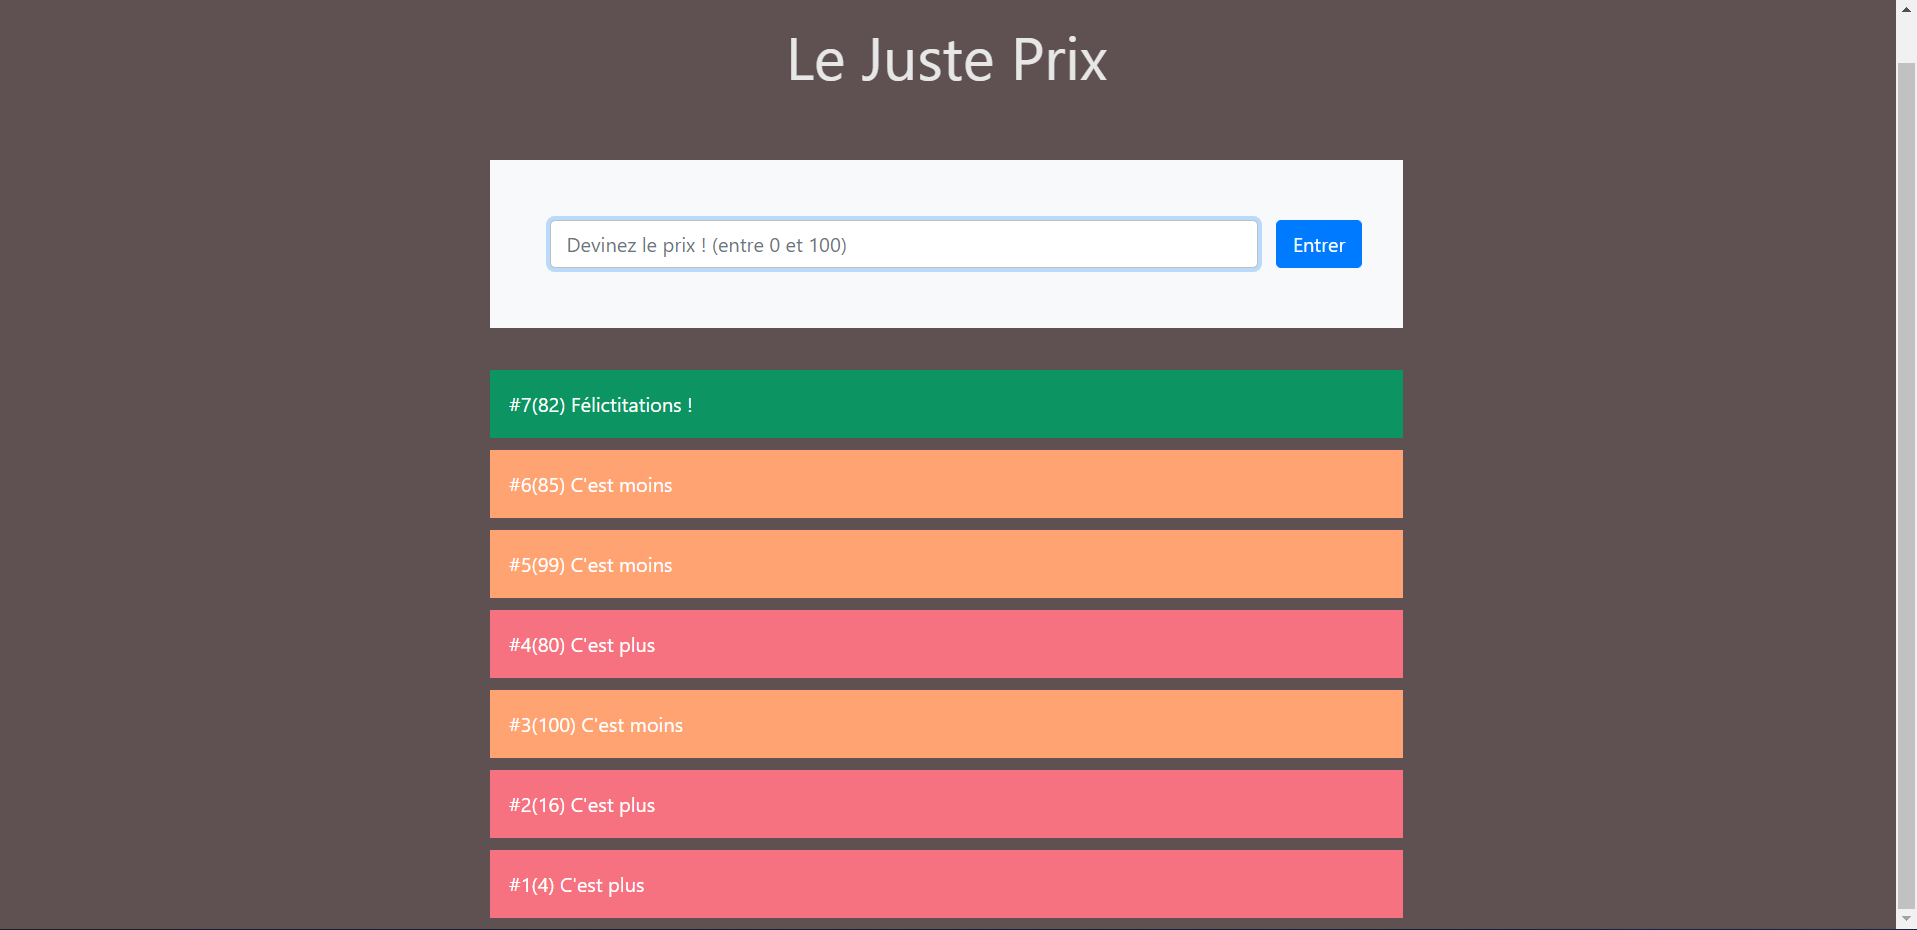 Le Juste Prix
Devinez le prix ! (entre 0 et 100)
Entrer
#7(82) Félictitations !
#6(85) C'est moins
#5(99) C'est moins
#4(80) C'est plus
#3(100) C'est moins
#2(16) C'est plus
#1(4) C'est plus